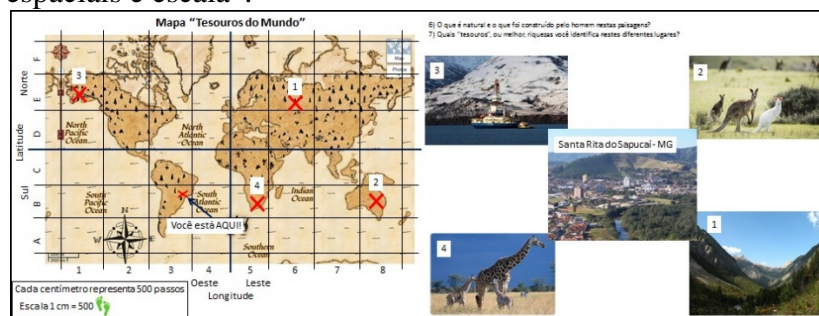 espaciais e escala".
Mapa "Tesouros do Mundo"
Norte
Latitude
Sul
F
E
D
C
B
A
3
1
North
Pacific
Ocean
North
Atlantic
Ocean
South
Pacific
Ocean
South
Atlantic
Ocean
Indian
Ocean
Southern
Ocean
4
2
N
W
E
Você está AQUI!
1 2 3 4 5 6 7 8
Oeste Leste
Longitude
Cada centímetro representa 500 passos
Escala 1 cm = 500
6) O que é natural e o que foi construído pelo homem nestas paisagens?
7) Quais "tesouros", ou melhor, riquezas você identifica nestes diferentes lugares?
3
2
Santa Rita do Sapucaí - MG
4
1